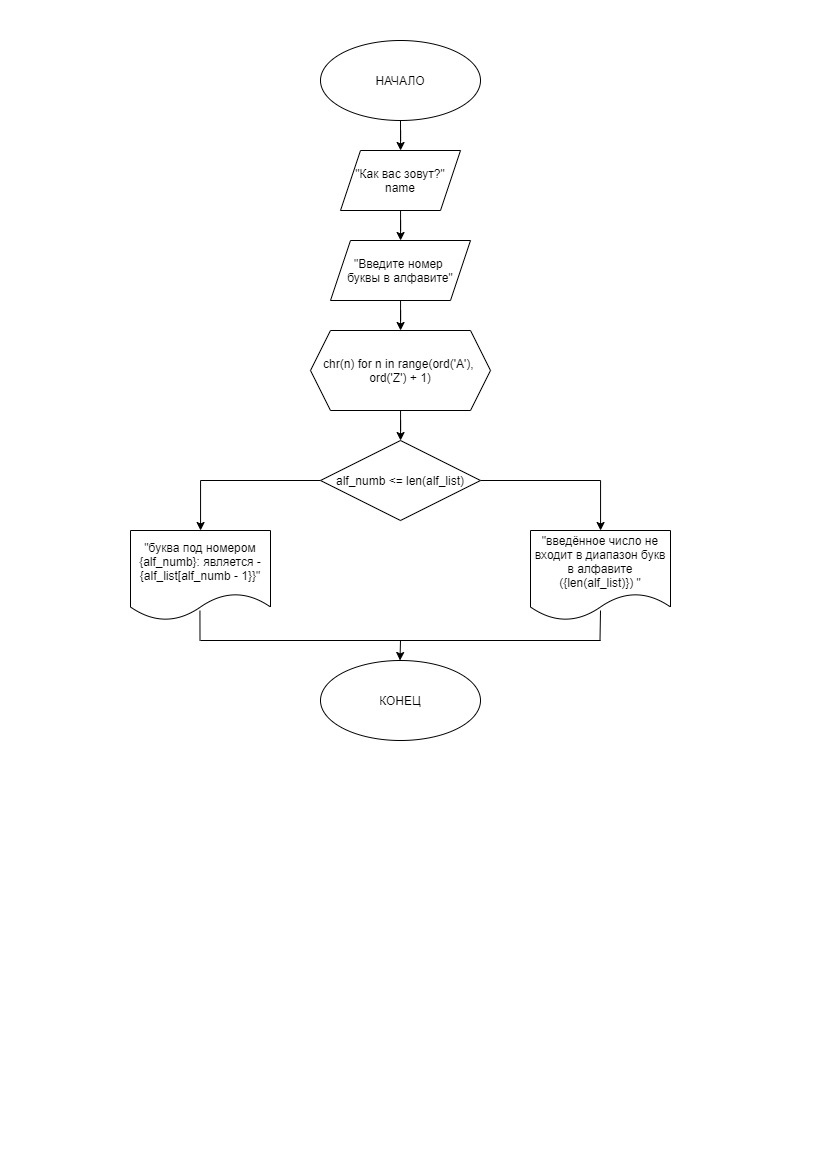 НАЧАЛО
"Как вас зовут?"
name
"Введите номер
буквы в алфавите"
chr(n) for n in range(ord('A'),
ord('Z') + 1)
alf_numb <= len(alf_list)
"буква под номером
{alf_numb}: является -
{alf_list[alf_numb - 1}}"
"введённое число не
входит в диапазон букв
в алфавите
({len(alf_list)}) "
КОНЕЦ